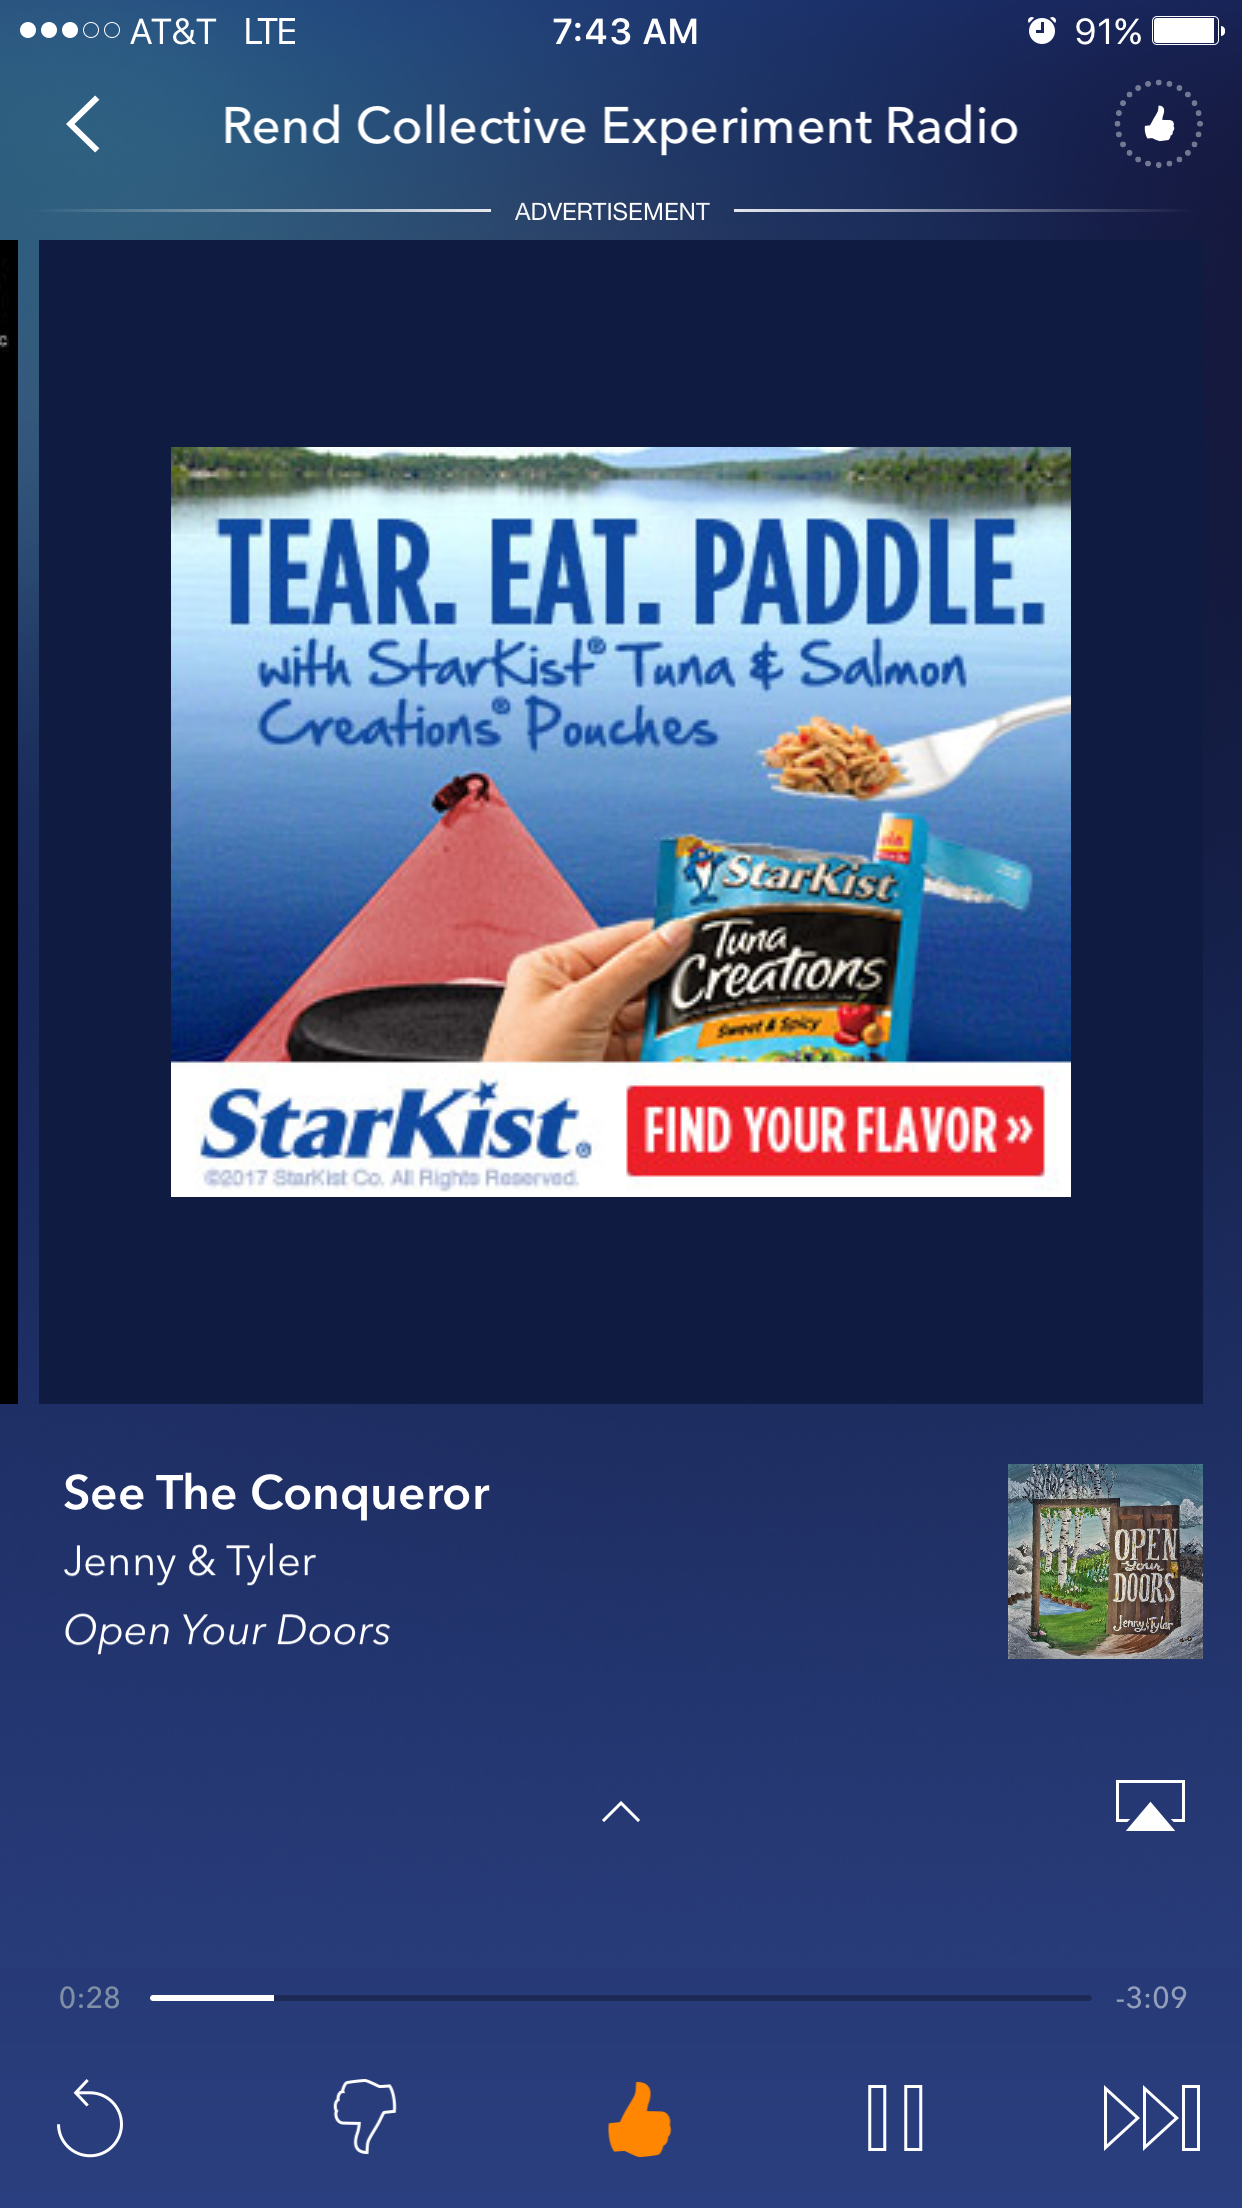 AT&T LTE 7:43 AM 91%
Rend Collective Experiment Radio
ADVERTISEMENT
TEAR. EAT. PADDLE.
with StarKist® Tuna & Salmon
Creations® Pouches
StarKist
Tuna
Creations
Sweet & Spicy
StarKist®
FIND YOUR FLAVOR »
©2017 StarKist Co. All Rights Reserved.
See The Conqueror
Jenny & Tyler
Open Your Doors
OPEN
Your
DOORS
Jenny & Tyler
0:28 -3:09